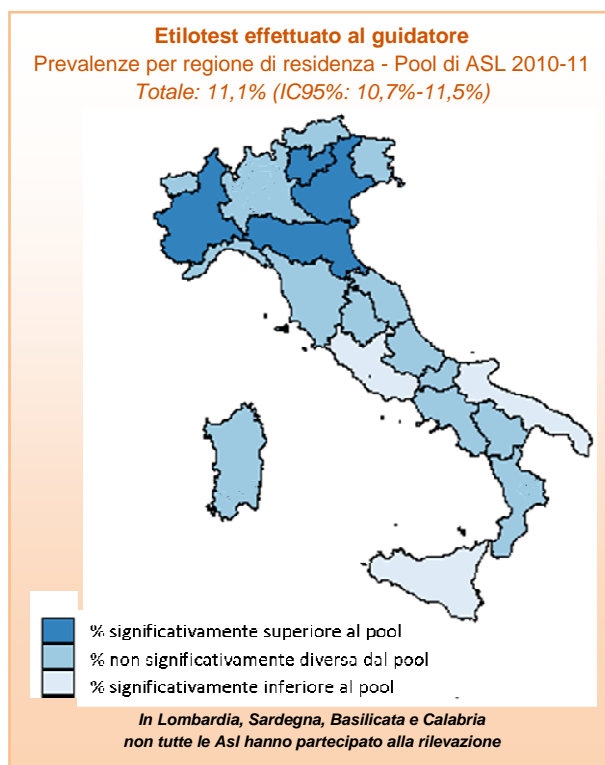 Etilotest effettuato al guidatore
Prevalenze per regione di residenza - Pool di ASL 2010-11
Totale: 11,1% (IC95%: 10,7%-11,5%)
% significativamente superiore al pool
% non significativamente diversa dal pool
% significativamente inferiore al pool
In Lombardia, Sardegna, Basilicata e Calabria
non tutte le Asl hanno partecipato alla rilevazione